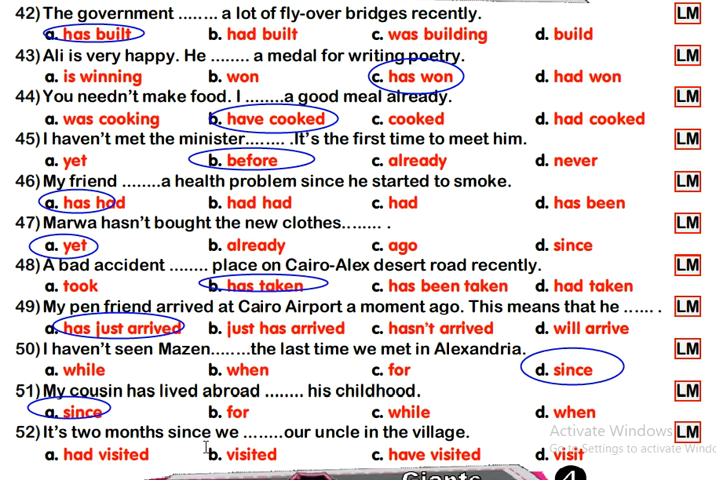 42) The government ........ a lot of fly-over bridges recently. LM
a. has built b. had built c. was building d. build
43) Ali is very happy. He ........ a medal for writing poetry. LM
a. is winning b. won c. has won d. had won
44) You needn't make food. I ........a good meal already. LM
a. was cooking b. have cooked c. cooked d. had cooked
45) I haven't met the minister........ .It's the first time to meet him. LM
a. yet b. before c. already d. never
46) My friend ........a health problem since he started to smoke. LM
a. has had b. had had c. had d. has been
47) Marwa hasn't bought the new clothes........ . LM
a. yet b. already c. ago d. since
48) A bad accident ........ place on Cairo-Alex desert road recently. LM
a. took b. has taken c. has been taken d. had taken
49) My pen friend arrived at Cairo Airport a moment ago. This means that he ...... . LM
a. has just arrived b. just has arrived c. hasn't arrived d. will arrive
50) I haven't seen Mazen........the last time we met in Alexandria. LM
a. while b. when c. for d. since
51) My cousin has lived abroad ........ his childhood. LM
a. since b. for c. while d. when
52) It's two months since we ........our uncle in the village. LM
Activate Windows
a. had visited b. visited c. have visited d. visit
Go to Settings to activate Windo
Giants 4